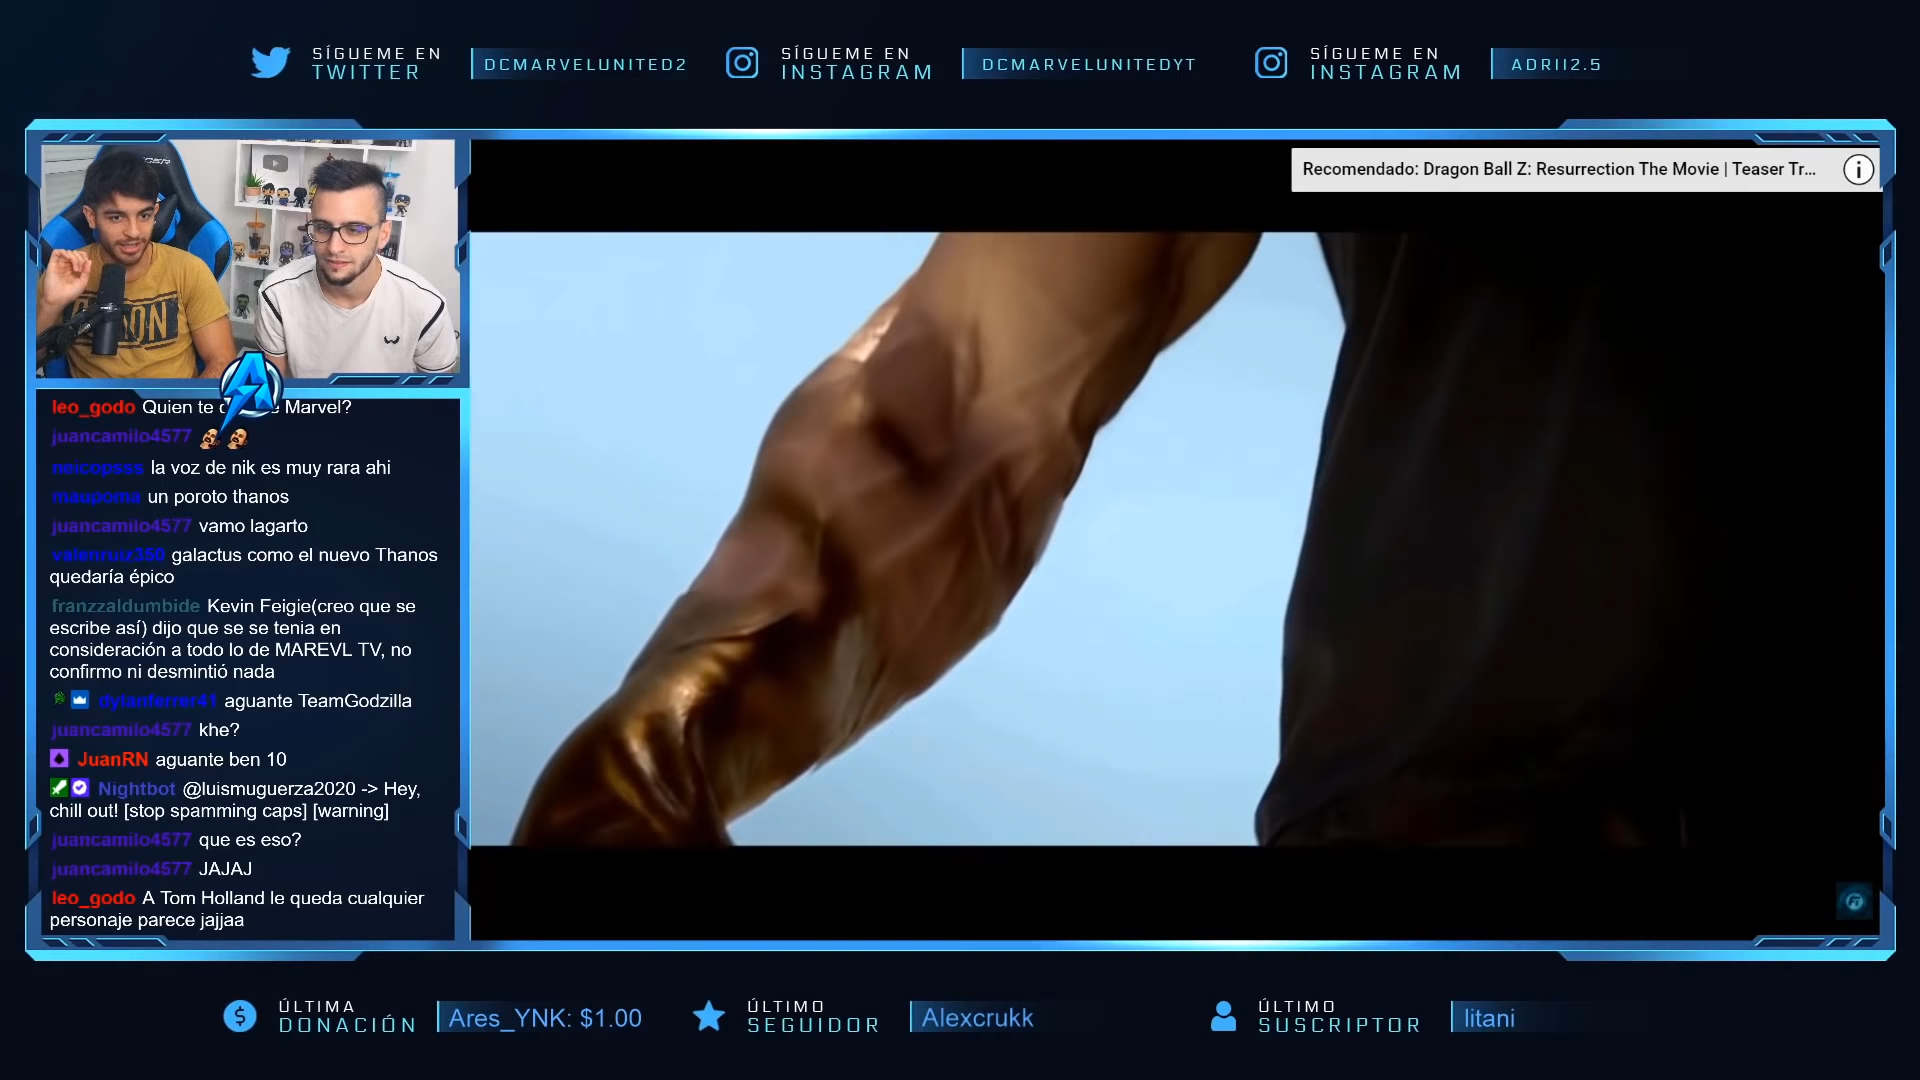 SÍGUEME EN
TWITTER
DCMARVELUNITED2
SÍGUEME EN
INSTAGRAM
DCMARVELUNITEDYT
SÍGUEME EN
INSTAGRAM
ADRII2.5
Recomendado: Dragon Ball Z: Resurrection The Movie | Teaser Tr...
leo_godo Quien te Marvel?
juancamilo4577
neicopsss la voz de nik es muy rara ahi
maupoma un poroto thanos
juancamilo4577 vamo lagarto
valenruiz350 galactus como el nuevo Thanos
quedaría épico
franzzaldumbide Kevin Feigie(creo que se
escribe así) dijo que se se tenia en
consideración a todo lo de MAREVL TV, no
confirmo ni desmintió nada
dylanferrer41 aguante TeamGodzilla
juancamilo4577 khe?
JuanRN aguante ben 10
Nightbot @luismuguerza2020 -> Hey,
chill out! [stop spamming caps] [warning]
juancamilo4577 que es eso?
juancamilo4577 JAJAJ
leo_godo A Tom Holland le queda cualquier
personaje parece jajjaa
ÚLTIMA
DONACIÓN
Ares_YNK: $1.00
ÚLTIMO
SEGUIDOR
Alexcrukk
ÚLTIMO
SUSCRIPTOR
litani